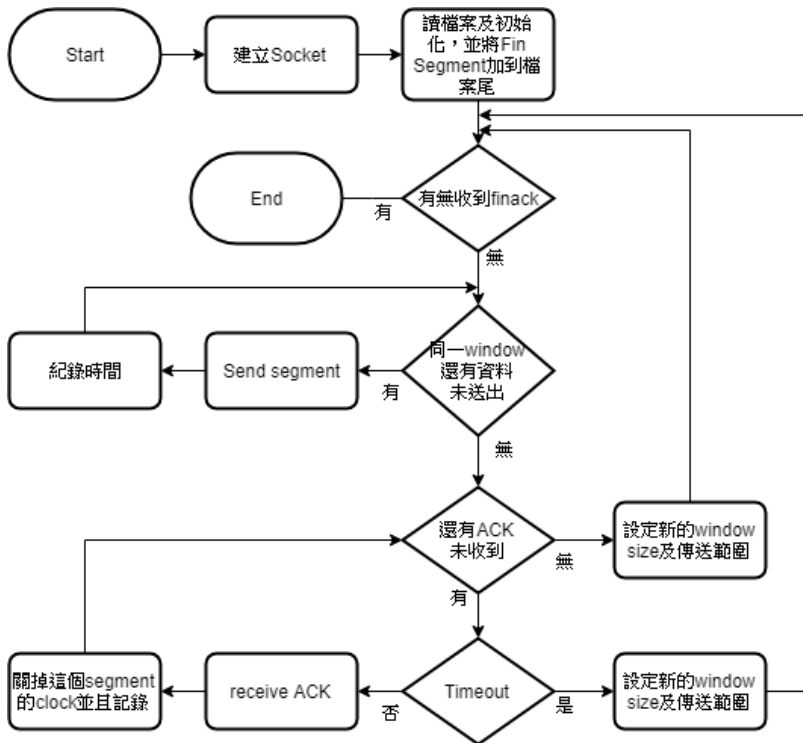 Start
建立Socket
讀檔案及初始
化，並將Fin
Segment加到檔
案尾
End
有
有無收到finack
無
紀錄時間
Send segment
有
同一window
還有資料
未送出
無
還有ACK
未收到
無
設定新的window
size及傳送範圍
有
關掉這個segment
的clock並且記錄
receive ACK
否
Timeout
是
設定新的window
size及傳送範圍